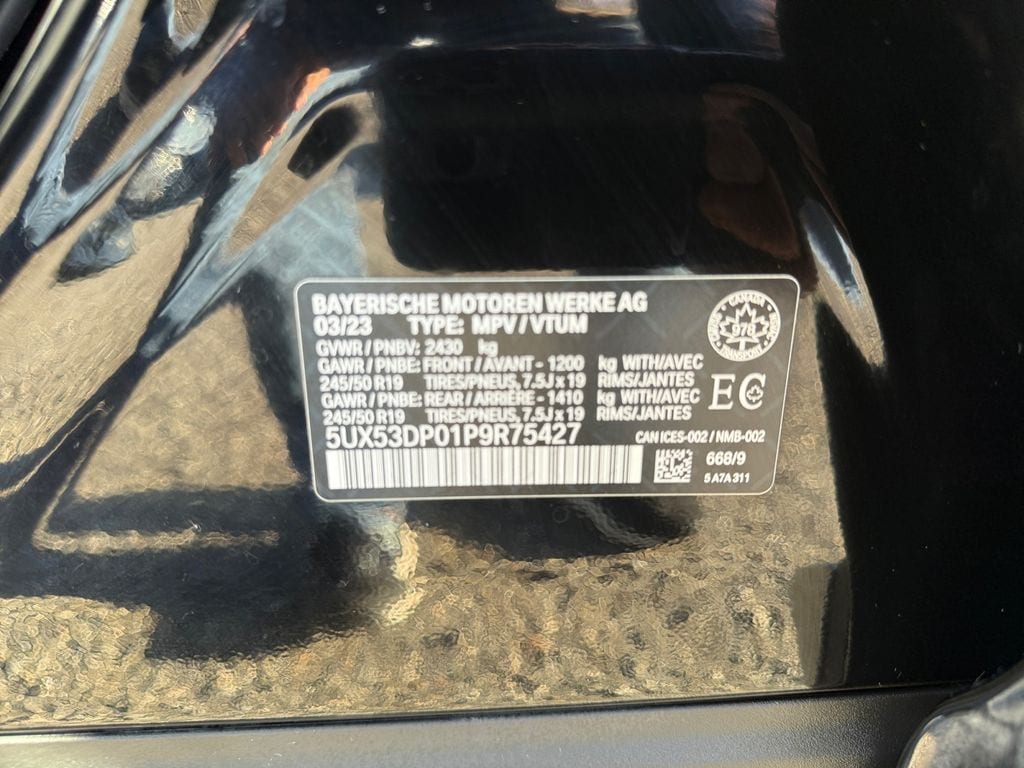 BAYERISCHE MOTOREN WERKE AG
03/23 TYPE: MPV / VTUM
GVWR / PNBV: 2430 kg
GAWR / PNBE: FRONT / AVANT - 1200 kg WITH/AVEC
245/50 R19 TIRES/PNEUS, 7.5J x 19 RIMS/JANTES
GAWR / PNBE: REAR / ARRIÈRE - 1410 kg WITH/AVEC
245/50 R19 TIRES/PNEUS, 7.5J x 19 RIMS/JANTES
5UX53DP01P9R75427
CANADA
978
TRANSPORT
EC
CAN ICES-002 / NMB-002
668/9
5 A7A 311